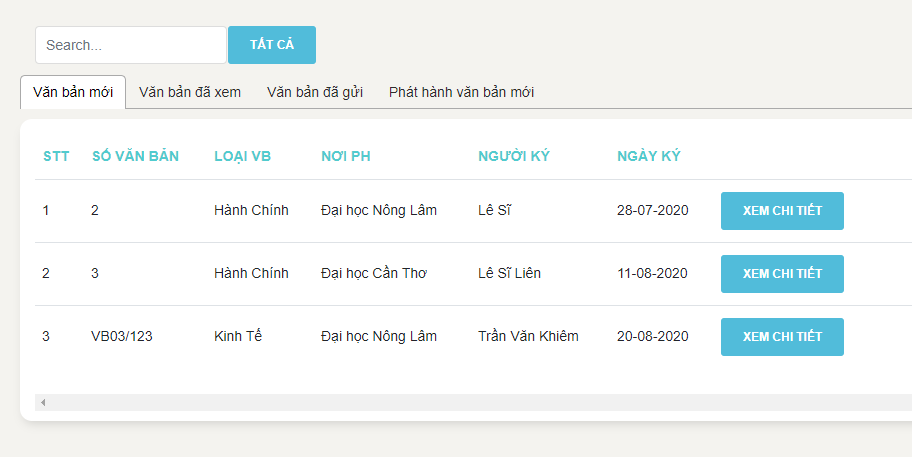 Search... TẤT CẢ
Văn bản mới Văn bản đã xem Văn bản đã gửi Phát hành văn bản mới
STT SỐ VĂN BẢN LOẠI VB NƠI PH NGƯỜI KÝ NGÀY KÝ
1 2 Hành Chính Đại học Nông Lâm Lê Sĩ 28-07-2020 XEM CHI TIẾT
2 3 Hành Chính Đại học Cần Thơ Lê Sĩ Liên 11-08-2020 XEM CHI TIẾT
3 VB03/123 Kinh Tế Đại học Nông Lâm Trần Văn Khiêm 20-08-2020 XEM CHI TIẾT